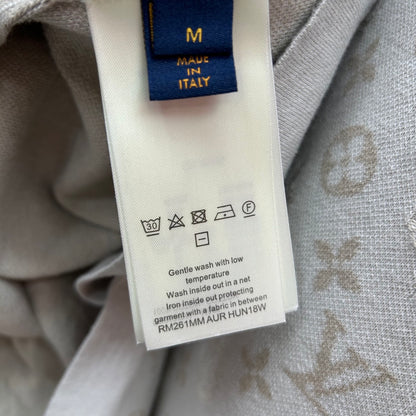 M
MADE
IN
ITALY
30
F
Gentle wash with low
temperature
Wash inside out in a net
Iron inside out protecting
garment with a fabric in between
RM261MM AUR HUN18W
LV